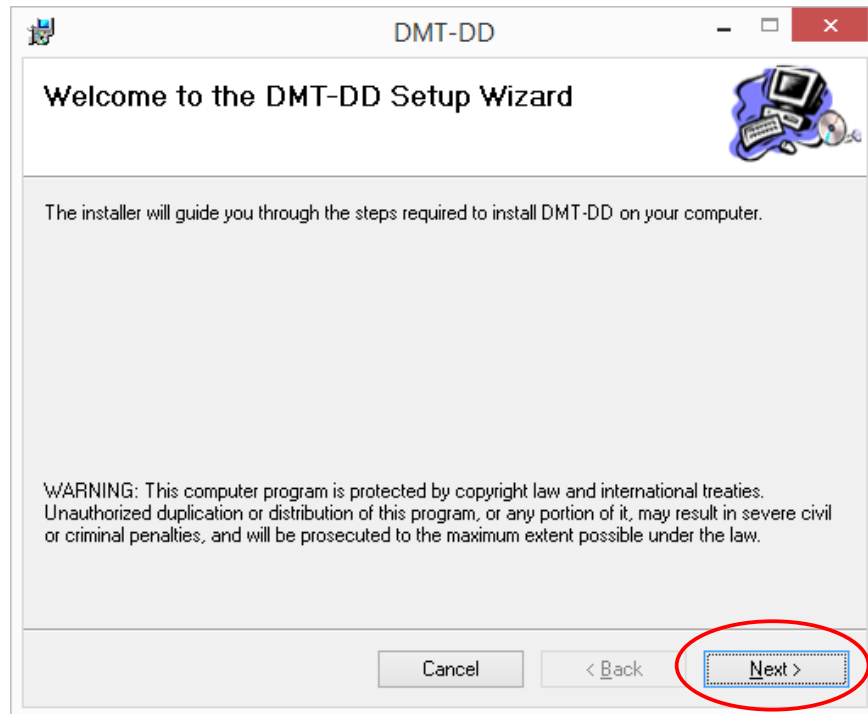 DMT-DD
Welcome to the DMT-DD Setup Wizard
The installer will guide you through the steps required to install DMT-DD on your computer.
WARNING: This computer program is protected by copyright law and international treaties.
Unauthorized duplication or distribution of this program, or any portion of it, may result in severe civil
or criminal penalties, and will be prosecuted to the maximum extent possible under the law.
Cancel < Back Next >